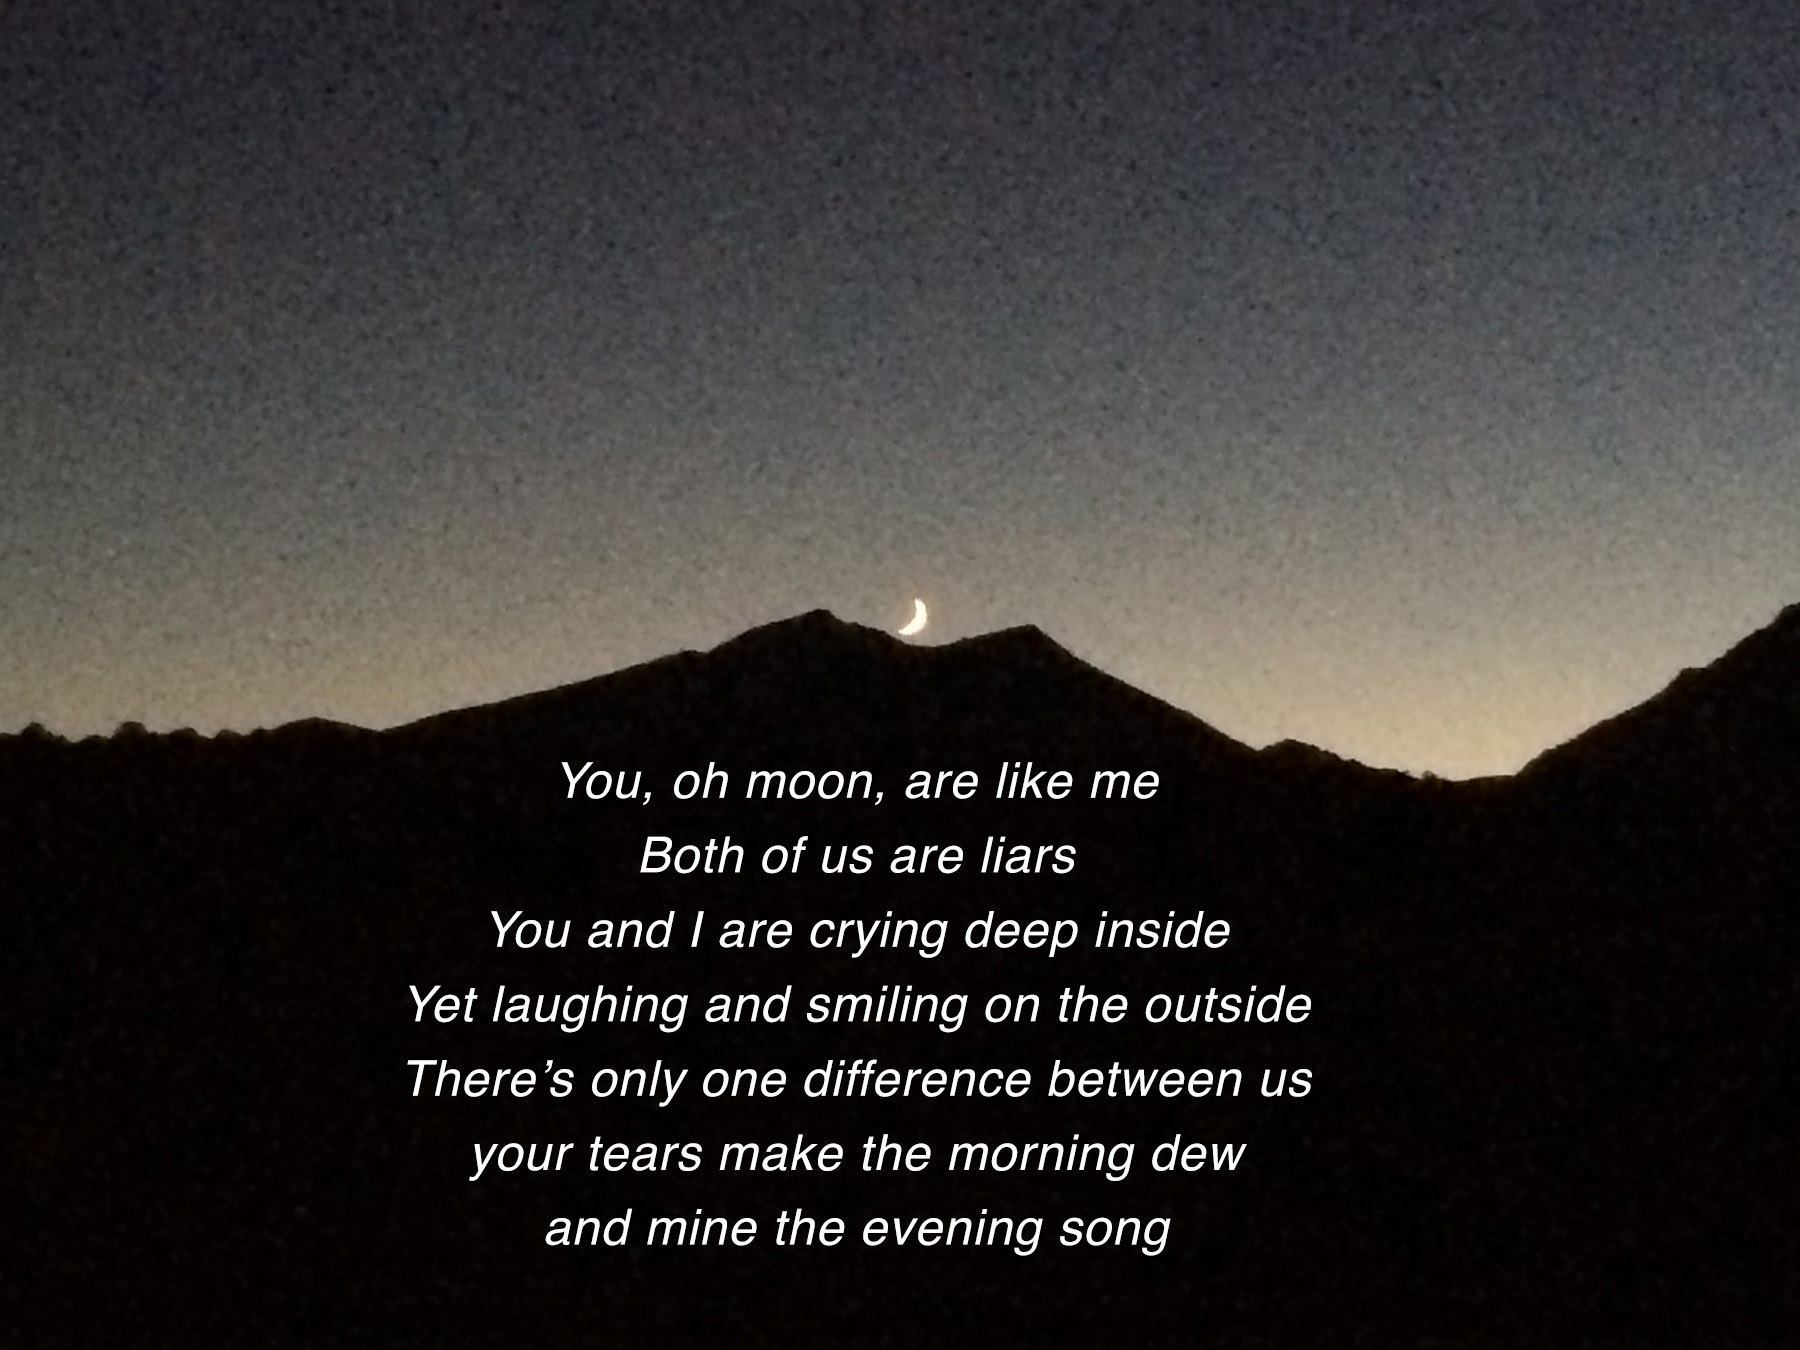 You, oh moon, are like me
Both of us are liars
You and I are crying deep inside
Yet laughing and smiling on the outside
There’s only one difference between us
your tears make the morning dew
and mine the evening song